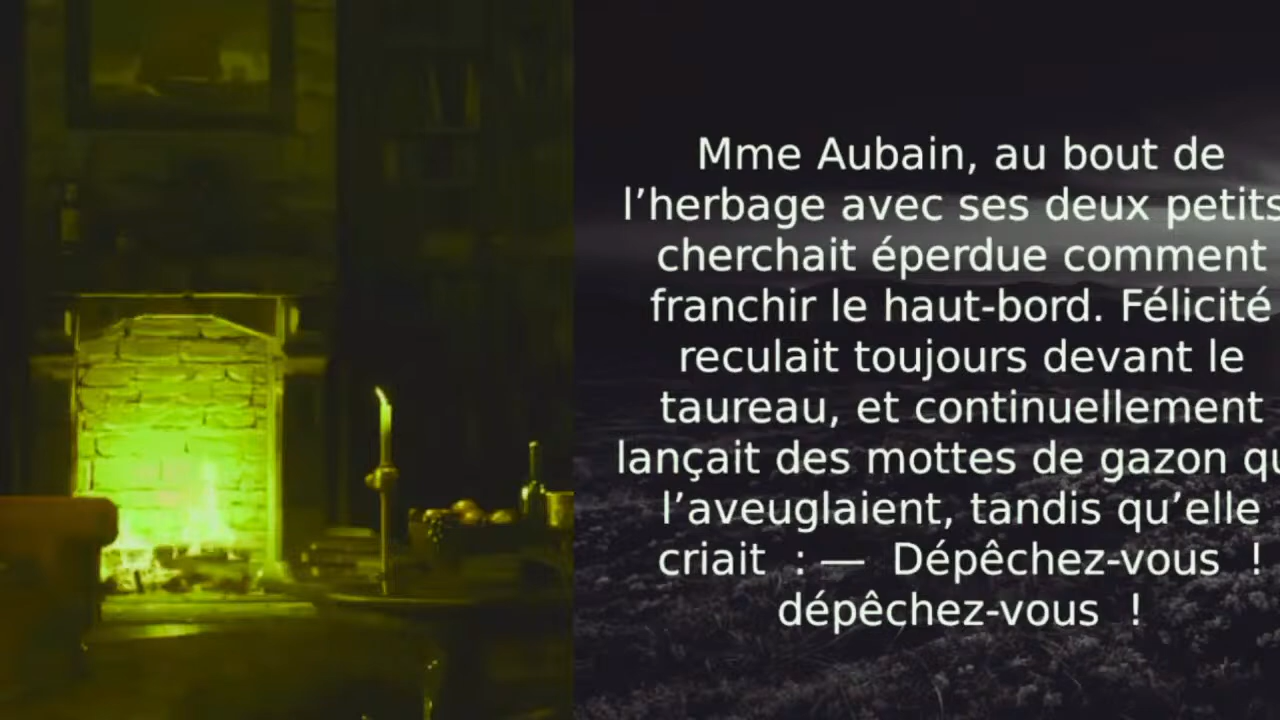 Mme Aubain, au bout de
l’herbage avec ses deux petits
cherchait éperdue comment
franchir le haut-bord. Félicité
reculait toujours devant le
taureau, et continuellement
lançait des mottes de gazon
l’aveuglaient, tandis qu’elle
criait : — Dépêchez-vous !
dépêchez-vous !